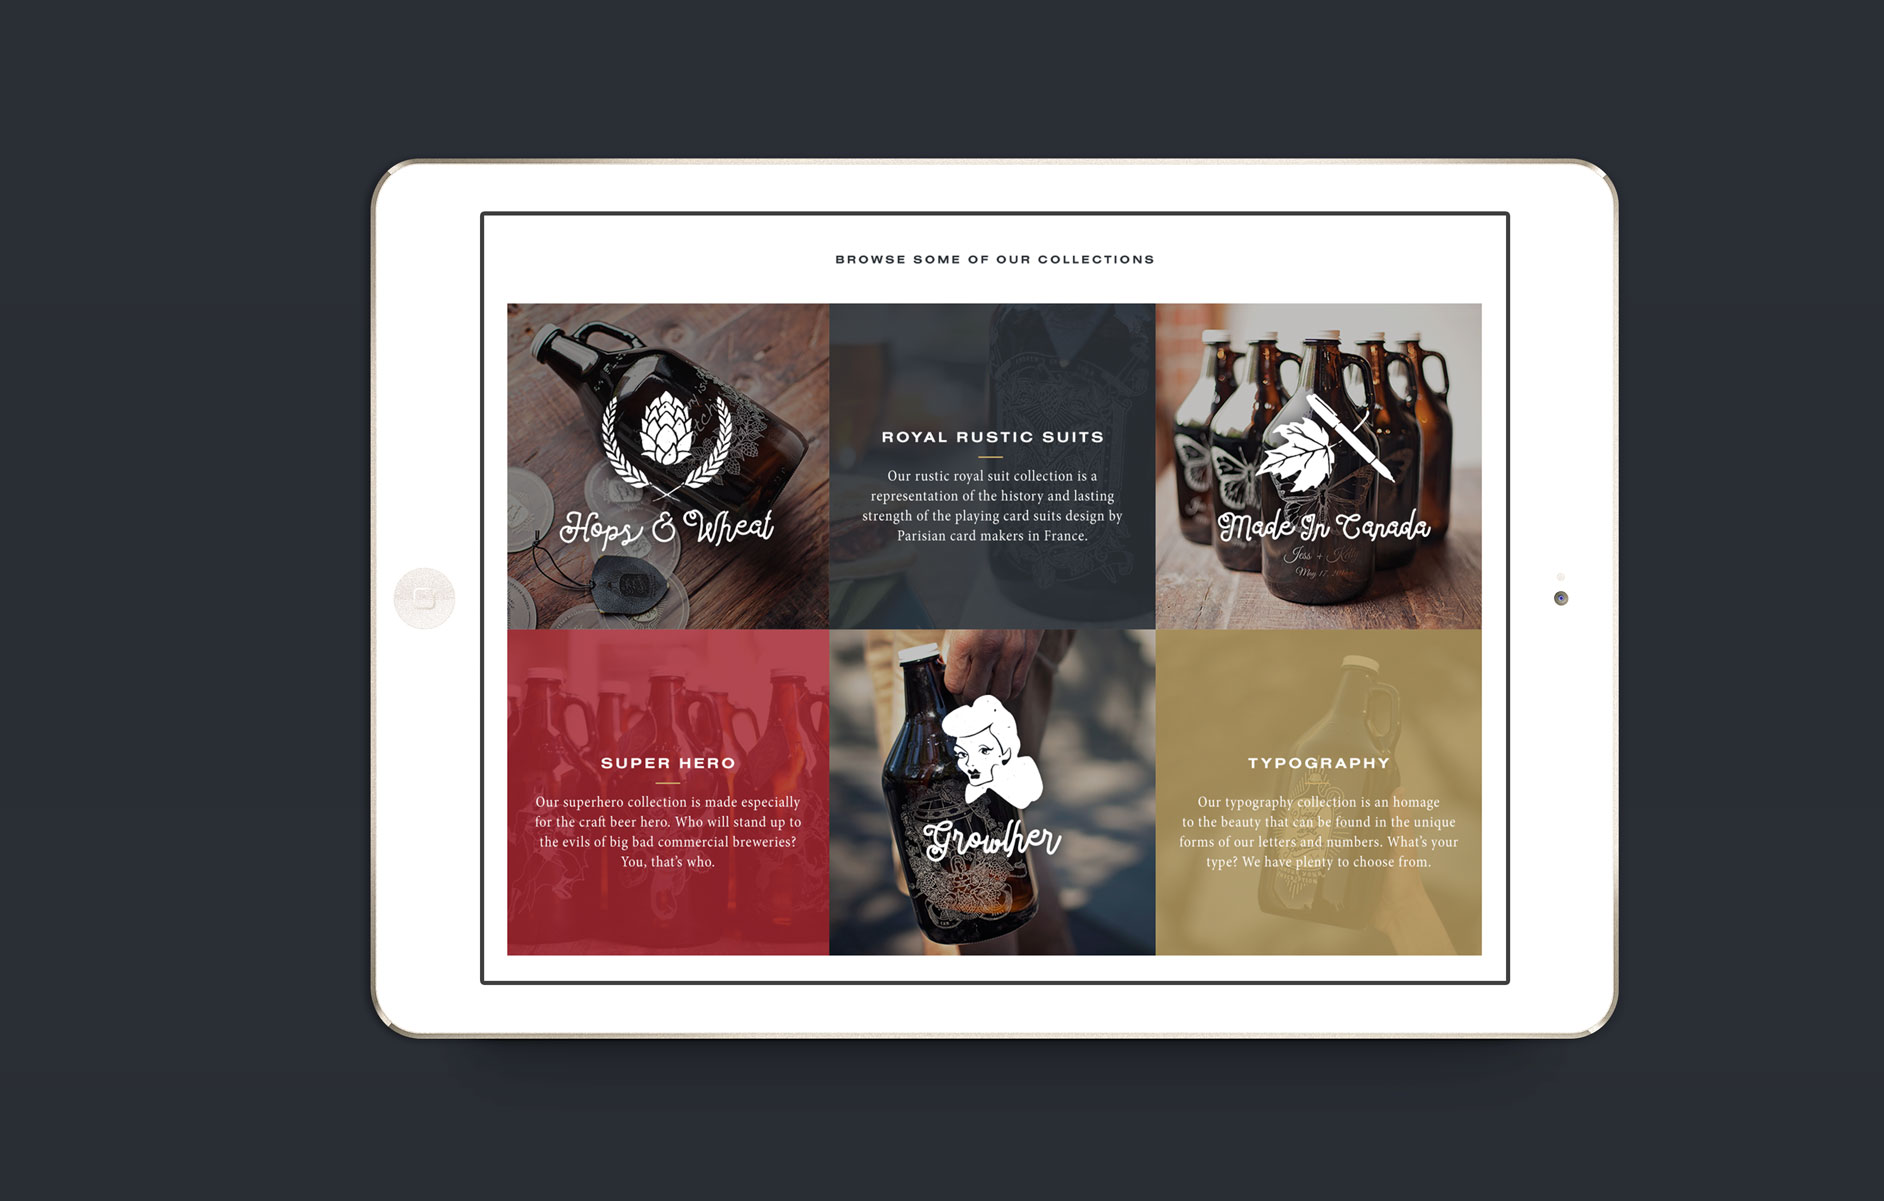 BROWSE SOME OF OUR COLLECTIONS
Hops & Wheat
ROYAL RUSTIC SUITS
Our rustic royal suit collection is a
representation of the history and lasting
strength of the playing card suits design by
Parisian card makers in France.
Made In Canada
Jess + Kelly
May 17,
SUPER HERO
Our superhero collection is made especially
for the craft beer hero. Who will stand up to
the evils of big bad commercial breweries?
You, that's who.
Growlher
TYPOGRAPHY
Our typography collection is an homage
to the beauty that can be found in the unique
forms of our letters and numbers. What's your
type? We have plenty to choose from.